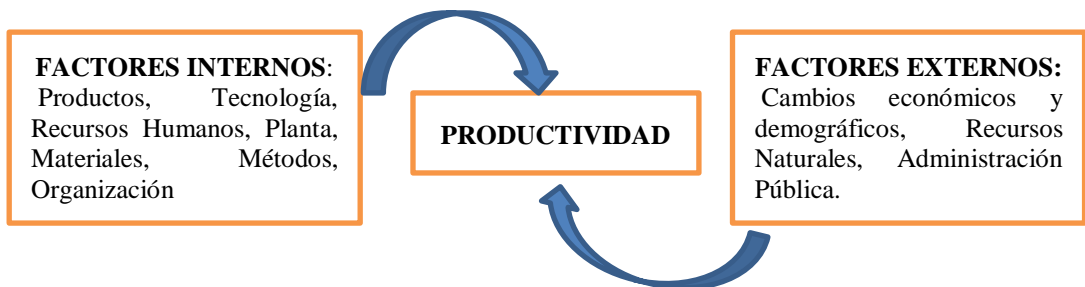 FACTORES INTERNOS:
Productos, Tecnología,
Recursos Humanos, Planta,
Materiales, Métodos,
Organización
PRODUCTIVIDAD
FACTORES EXTERNOS:
Cambios económicos y
demográficos, Recursos
Naturales, Administración
Pública.